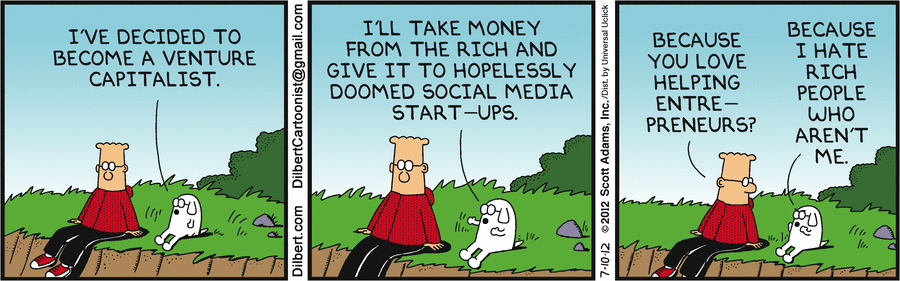 I'VE DECIDED TO
BECOME A VENTURE
CAPITALIST.
Dilbert.com DilbertCartoonist@gmail.com
I'LL TAKE MONEY
FROM THE RICH AND
GIVE IT TO HOPELESSLY
DOOMED SOCIAL MEDIA
START-UPS.
7-10-12 ©2012 Scott Adams, Inc. /Dist. by Universal Uclick
BECAUSE
YOU LOVE
HELPING
ENTRE-
PRENEURS?
BECAUSE
I HATE
RICH
PEOPLE
WHO
AREN'T
ME.